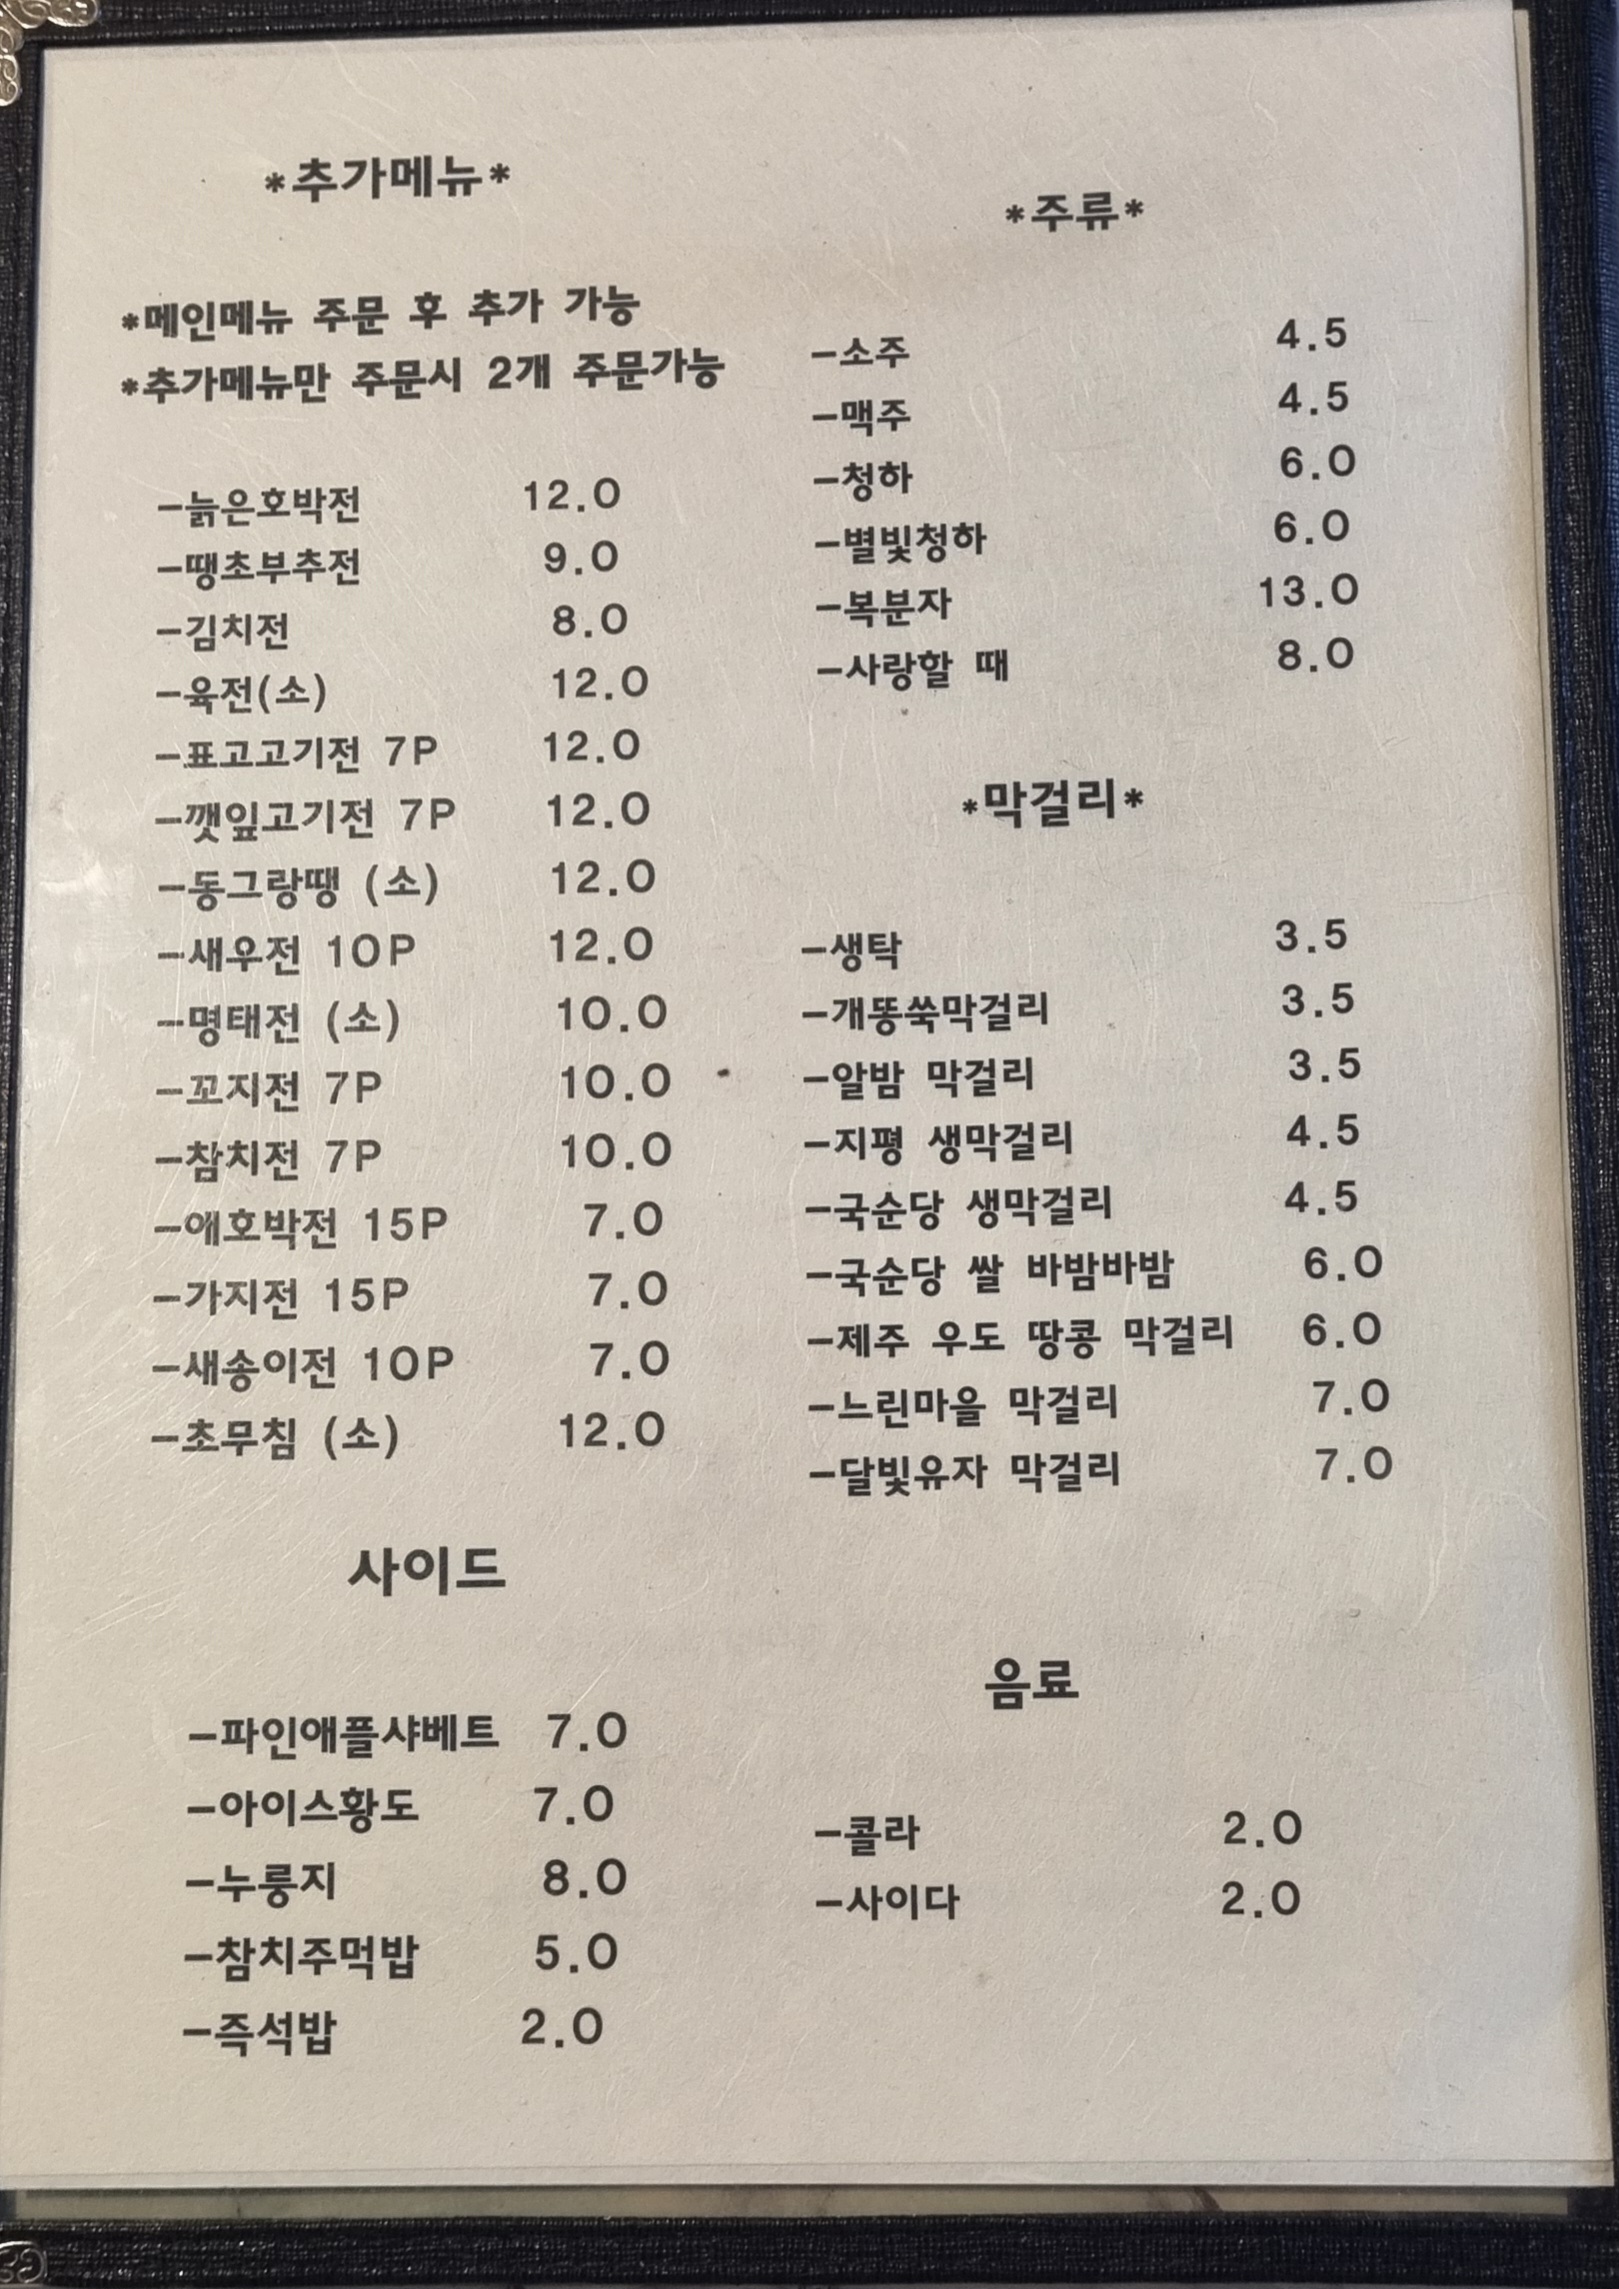 *추가메뉴*
*메인메뉴 주문 후 추가 가능
*추가메뉴만 주문시 2개 주문가능
-늙은호박전 12.0
-땡초부추전 9.0
-김치전 8.0
-육전(소) 12.0
-표고고기전 7P 12.0
-깻잎고기전 7P 12.0
-동그랑땡 (소) 12.0
-새우전 10P 12.0
-명태전 (소) 10.0
-꼬지전 7P 10.0
-참치전 7P 10.0
-애호박전 15P 7.0
-가지전 15P 7.0
-새송이전 10P 7.0
-초무침 (소) 12.0
사이드
-파인애플샤베트 7.0
-아이스황도 7.0
-누룽지 8.0
-참치주먹밥 5.0
-즉석밥 2.0
*주류*
-소주 4.5
-맥주 4.5
-청하 6.0
-별빛청하 6.0
-복분자 13.0
-사랑할 때 8.0
*막걸리*
-생탁 3.5
-개똥쑥막걸리 3.5
-알밤 막걸리 3.5
-지평 생막걸리 4.5
-국순당 생막걸리 4.5
-국순당 쌀 바밤바밤 6.0
-제주 우도 땅콩 막걸리 6.0
-느린마을 막걸리 7.0
-달빛유자 막걸리 7.0
음료
-콜라 2.0
-사이다 2.0